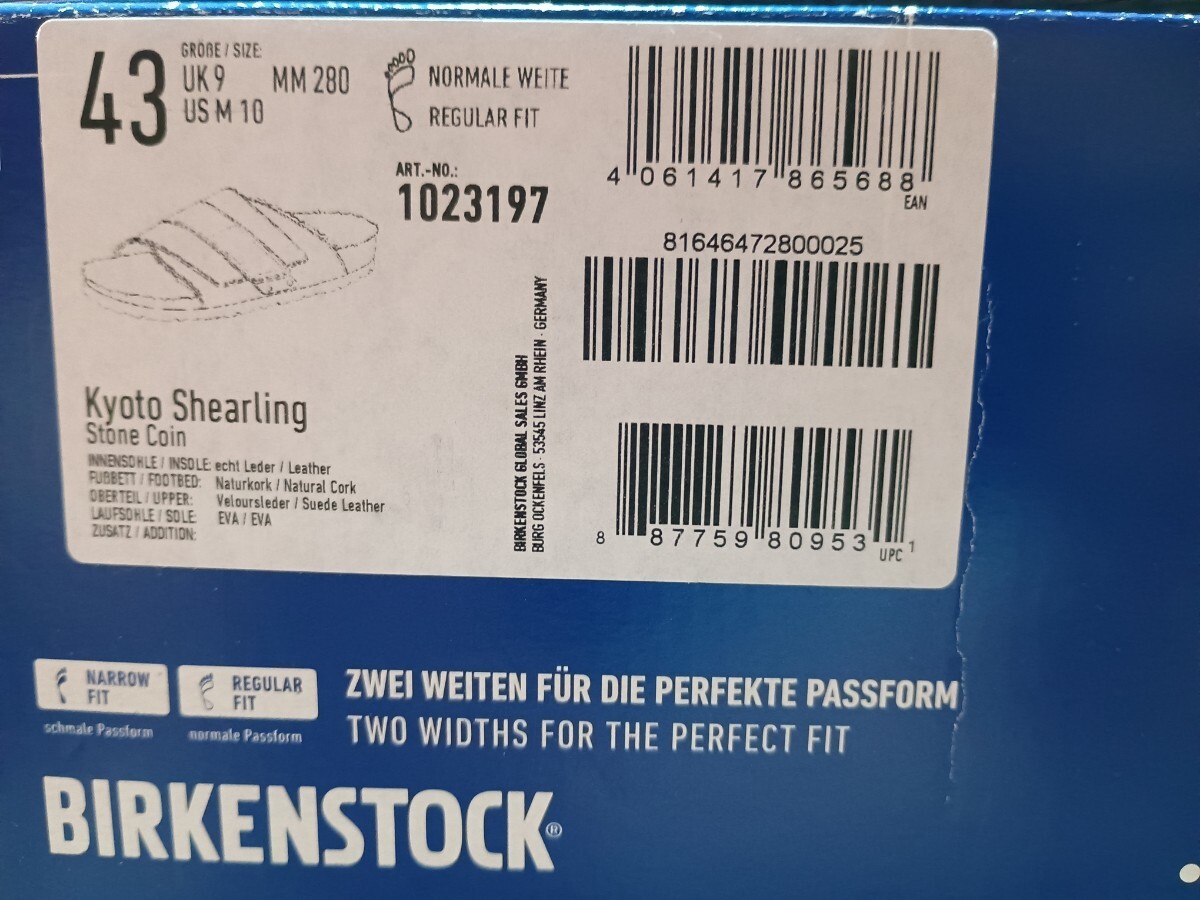 43
GRÖßE / SIZE:
UK 9 MM 280
US M 10
NORMALE WEITE
REGULAR FIT
ART.-NO.:
1023197
4 061417 865688
EAN
81646472800025
Kyoto Shearling
Stone Coin
INNENSOHLE / INSOLE: echt Leder / Leather
FUßBETT / FOOTBED: Naturkork / Natural Cork
OBERTEIL / UPPER: Veloursleder / Suede Leather
LAUFSOHLE / SOLE: EVA / EVA
ZUSATZ / ADDITION:
BIRKENSTOCK GLOBAL SALES GMBH
BURG OCKENFELS · 53545 LINZ AM RHEIN · GERMANY
8 87759 80953 1
UPC
NARROW FIT
schmale Passform
REGULAR FIT
normale Passform
ZWEI WEITEN FÜR DIE PERFEKTE PASSFORM
TWO WIDTHS FOR THE PERFECT FIT
BIRKENSTOCK®